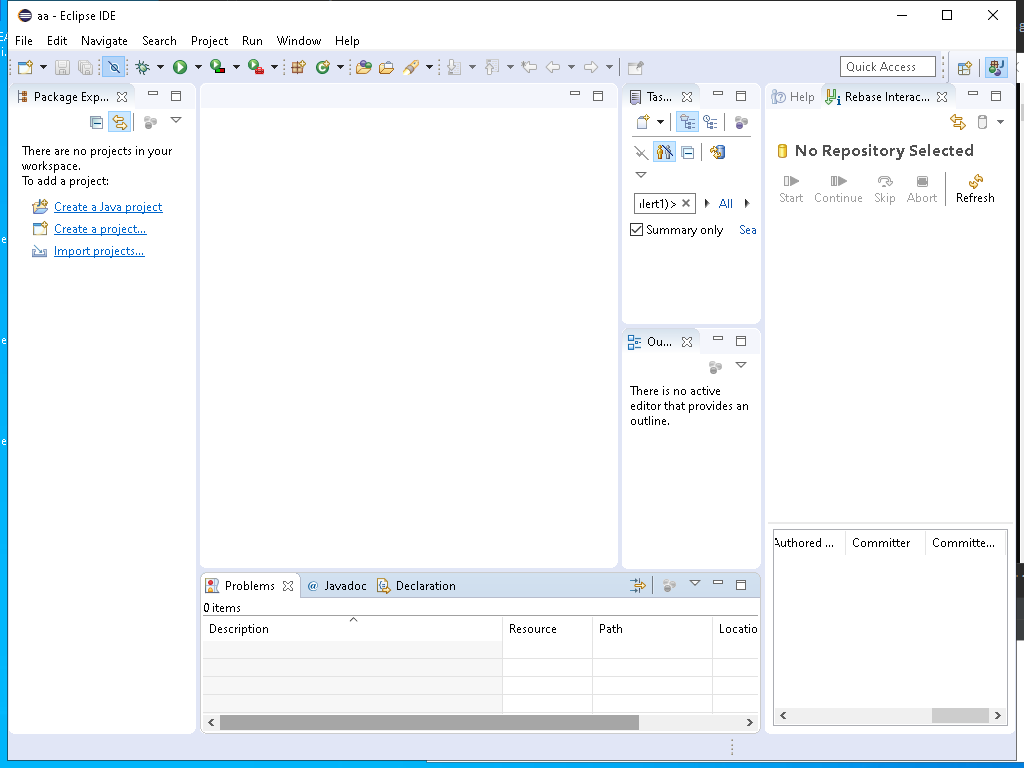 aa - Eclipse IDE
File Edit Navigate Search Project Run Window Help
Quick Access
Package Exp...
There are no projects in your
workspace.
To add a project:
Create a Java project
Create a project...
Import projects...
Tas...
ılert1)> All
Summary only Sea
Ou...
There is no active
editor that provides an
outline.
Help Rebase Interac...
No Repository Selected
Start Continue Skip Abort Refresh
Authored ... Committer Committe...
Problems @ Javadoc Declaration
0 items
Description Resource Path Locatio